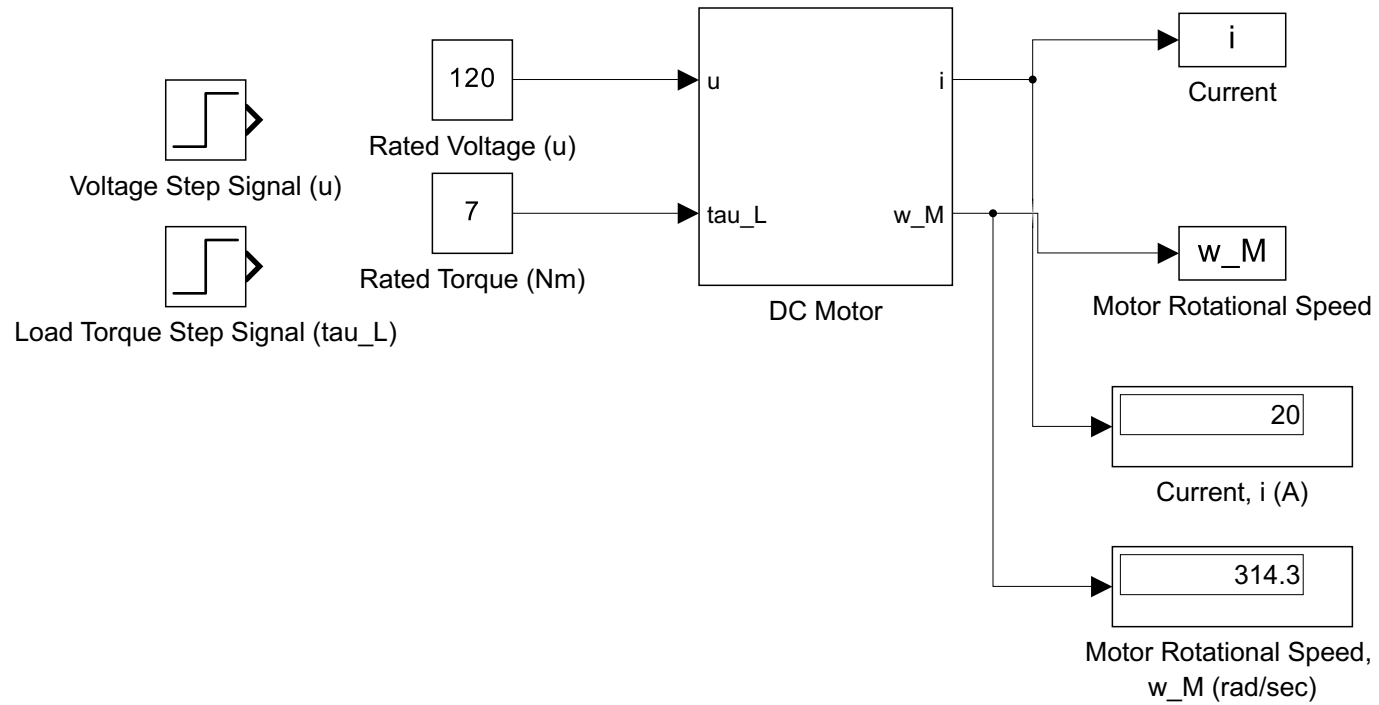 120
Rated Voltage (u)
Voltage Step Signal (u)
7
Rated Torque (Nm)
Load Torque Step Signal (tau_L)
u
i
tau_L
w_M
DC Motor
i
Current
w_M
Motor Rotational Speed
20
Current, i (A)
314.3
Motor Rotational Speed,
w_M (rad/sec)